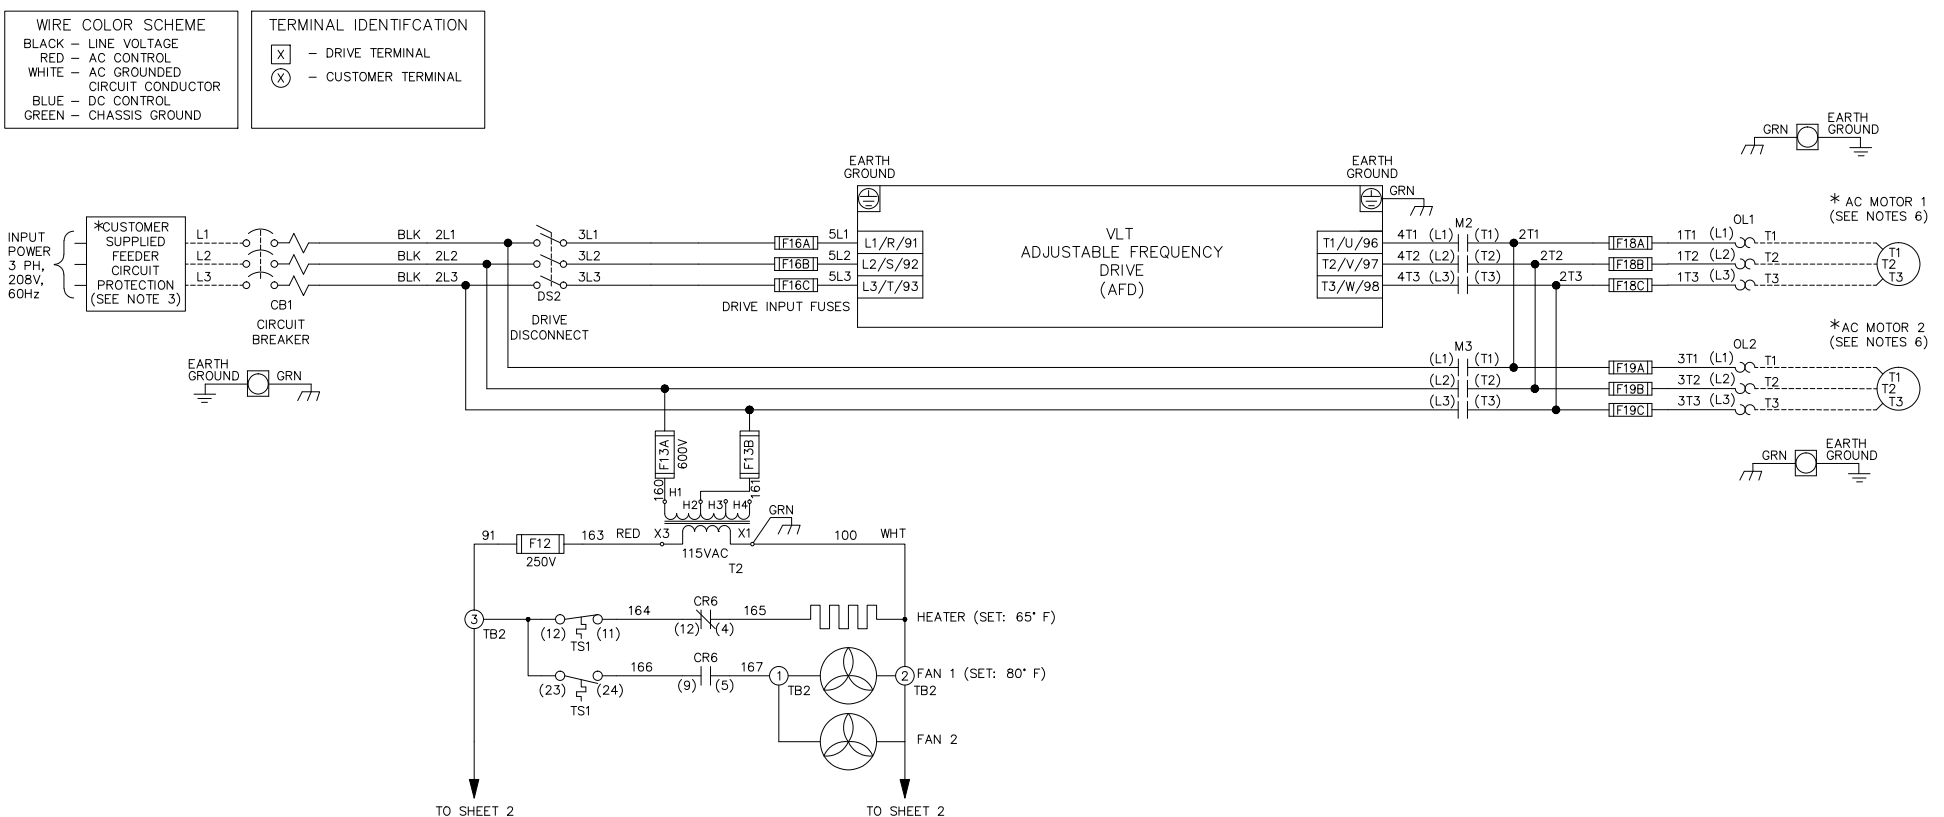 WIRE COLOR SCHEME
BLACK – LINE VOLTAGE
RED – AC CONTROL
WHITE – AC GROUNDED
CIRCUIT CONDUCTOR
BLUE – DC CONTROL
GREEN – CHASSIS GROUND
TERMINAL IDENTIFCATION
X – DRIVE TERMINAL
X – CUSTOMER TERMINAL
INPUT
POWER
3 PH,
208V,
60Hz
*CUSTOMER
SUPPLIED
FEEDER
CIRCUIT
PROTECTION
(SEE NOTE 3)
L1
L2
L3
CB1
CIRCUIT
BREAKER
BLK 2L1
BLK 2L2
BLK 2L3
3L1
3L2
3L3
DS2
DRIVE
DISCONNECT
F16A
F16B
F16C
DRIVE INPUT FUSES
5L1
5L2
5L3
EARTH
GROUND
L1/R/91
L2/S/92
L3/T/93
VLT
ADJUSTABLE FREQUENCY
DRIVE
(AFD)
EARTH
GROUND
GRN
T1/U/96
T2/V/97
T3/W/98
M2
4T1 (L1) (T1) 2T1
4T2 (L2) (T2) 2T2
4T3 (L3) (T3) 2T3
F18A
F18B
F18C
OL1
1T1 (L1) T1
1T2 (L2) T2
1T3 (L3) T3
GRN
EARTH
GROUND
* AC MOTOR 1
(SEE NOTES 6)
T1
T2
T3
M3
(L1) (T1)
(L2) (T2)
(L3) (T3)
F19A
F19B
F19C
OL2
3T1 (L1) T1
3T2 (L2) T2
3T3 (L3) T3
*AC MOTOR 2
(SEE NOTES 6)
T1
T2
T3
GRN
EARTH
GROUND
EARTH
GROUND
GRN
F13A
600V
F13B
160
161
H1
H2
H3
H4
GRN
91
F12
250V
163 RED X3
X1
100 WHT
115VAC
T2
3
TB2
(12) (11)
TS1
164
CR6
(12) (4)
165
HEATER (SET: 65° F)
(23) (24)
TS1
166
CR6
(9) (5)
167
1
TB2
2
TB2
FAN 1 (SET: 80° F)
FAN 2
TO SHEET 2
TO SHEET 2